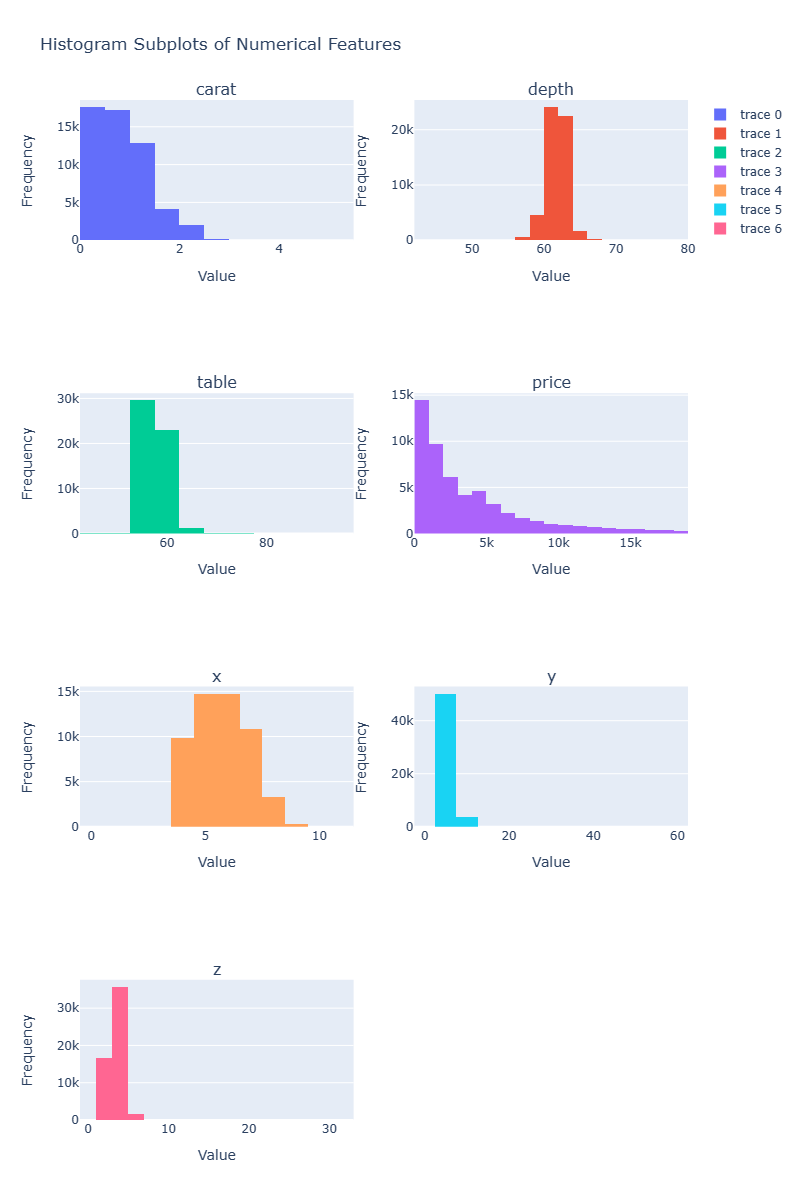 Histogram Subplots of Numerical Features
carat
depth
Frequency
15k
10k
5k
0
0 2 4
Value
Frequency
20k
10k
0
50 60 70 80
Value
trace 0
trace 1
trace 2
trace 3
trace 4
trace 5
trace 6
table
price
Frequency
30k
20k
10k
0
60 80
Value
Frequency
15k
10k
5k
0
0 5k 10k 15k
Value
x
y
Frequency
15k
10k
5k
0
0 5 10
Value
Frequency
40k
20k
0
0 20 40 60
Value
z
Frequency
30k
20k
10k
0
0 10 20 30
Value